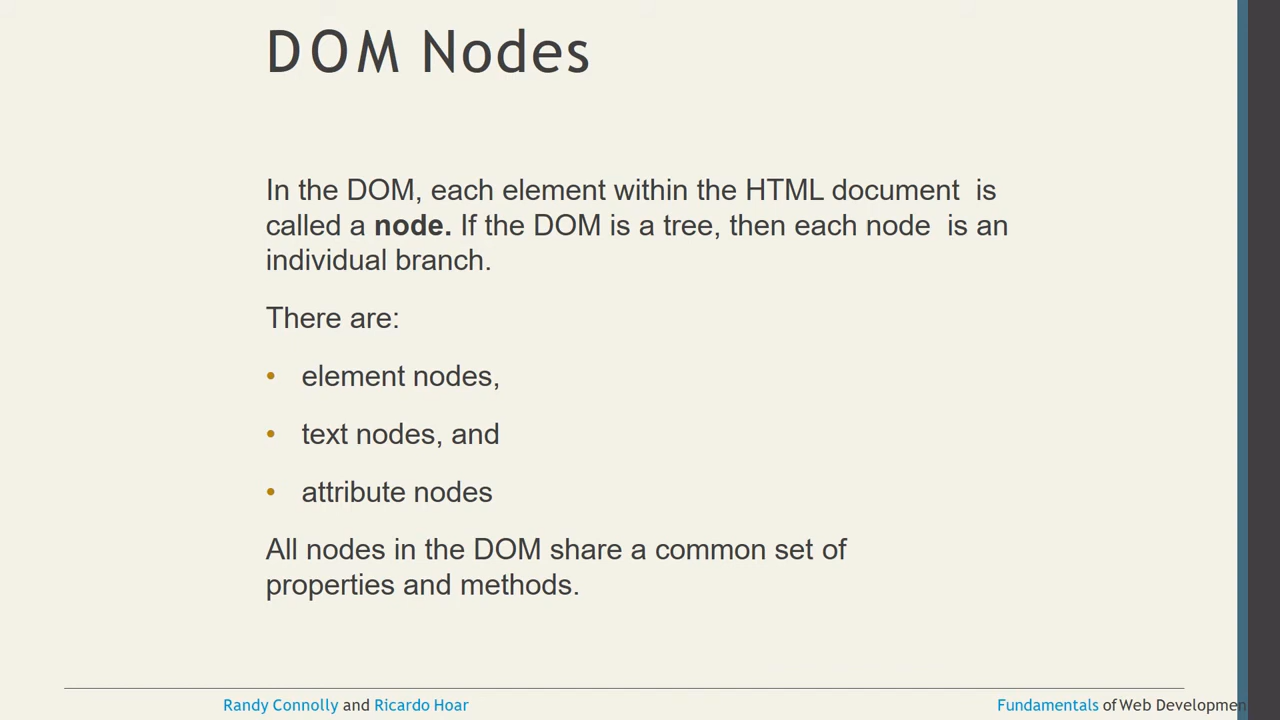 DOM Nodes
In the DOM, each element within the HTML document is
called a node. If the DOM is a tree, then each node is an
individual branch.
There are:
• element nodes,
• text nodes, and
• attribute nodes
All nodes in the DOM share a common set of
properties and methods.
Randy Connolly and Ricardo Hoar
Fundamentals of Web Developmen